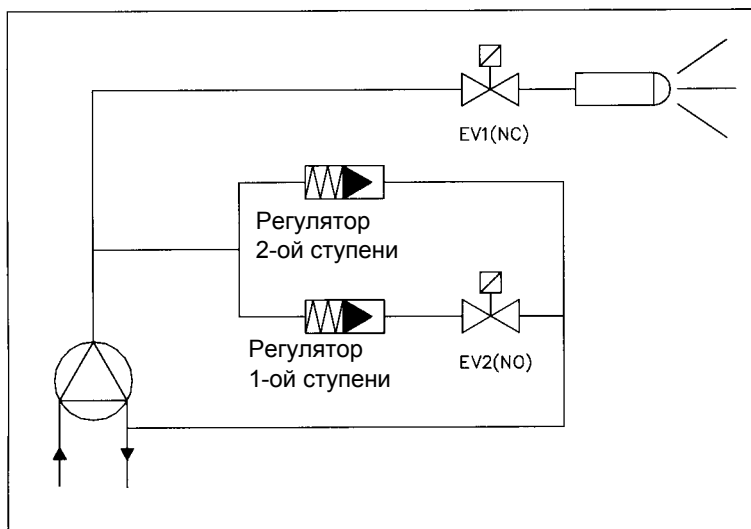 EV1(NC)
Регулятор
2-ой ступени
Регулятор
1-ой ступени
EV2(NO)